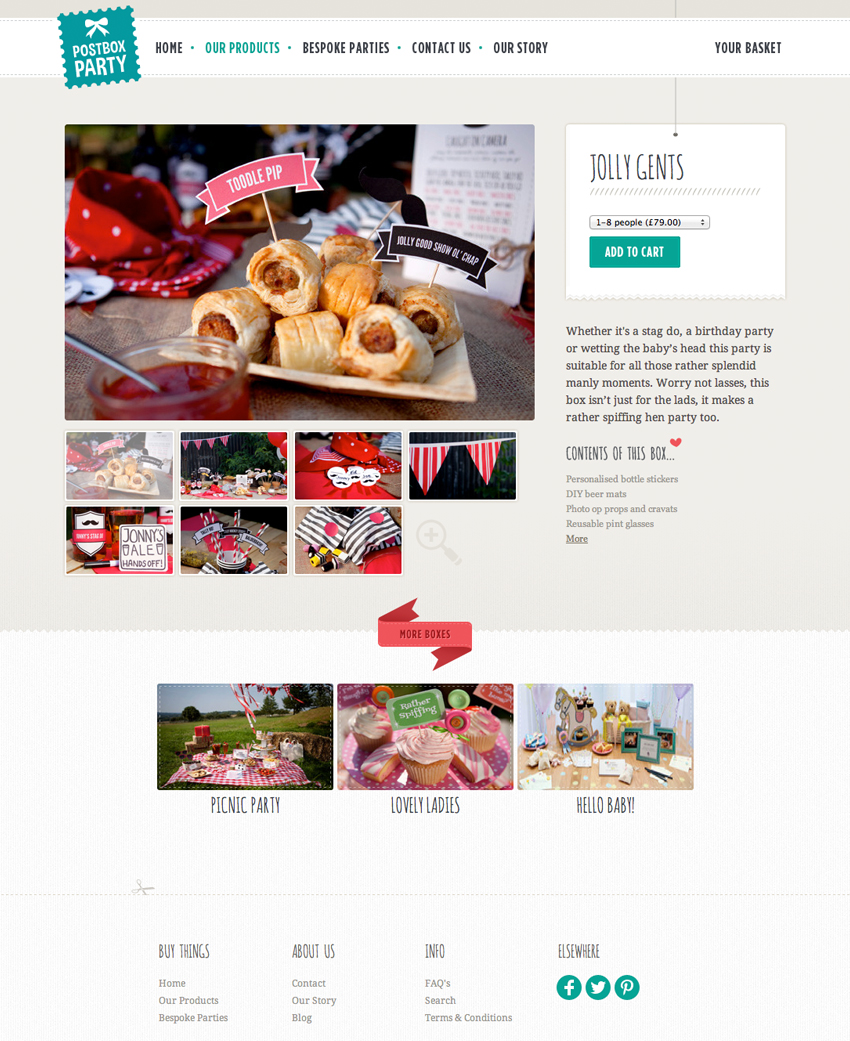 POSTBOX
PARTY
HOME • OUR PRODUCTS • BESPOKE PARTIES • CONTACT US • OUR STORY
YOUR BASKET
TOODLE PIP
JOLLY GOOD SHOW OL' CHAP
JOLLY GENTS
1-8 people (£79.00)
ADD TO CART
Whether it's a stag do, a birthday party
or wetting the baby's head this party is
suitable for all those rather splendid
manly moments. Worry not lasses, this
box isn't just for the lads, it makes a
rather spiffing hen party too.
CONTENTS OF THIS BOX...
Personalised bottle stickers
DIY beer mats
Photo op props and cravats
Reusable pint glasses
More
JONNY'S
ALE
HANDS OFF!
MORE BOXES
Rather
Spiffing
PICNIC PARTY
LOVELY LADIES
HELLO BABY!
BUY THINGS
Home
Our Products
Bespoke Parties
ABOUT US
Contact
Our Story
Blog
INFO
FAQ's
Search
Terms & Conditions
ELSEWHERE